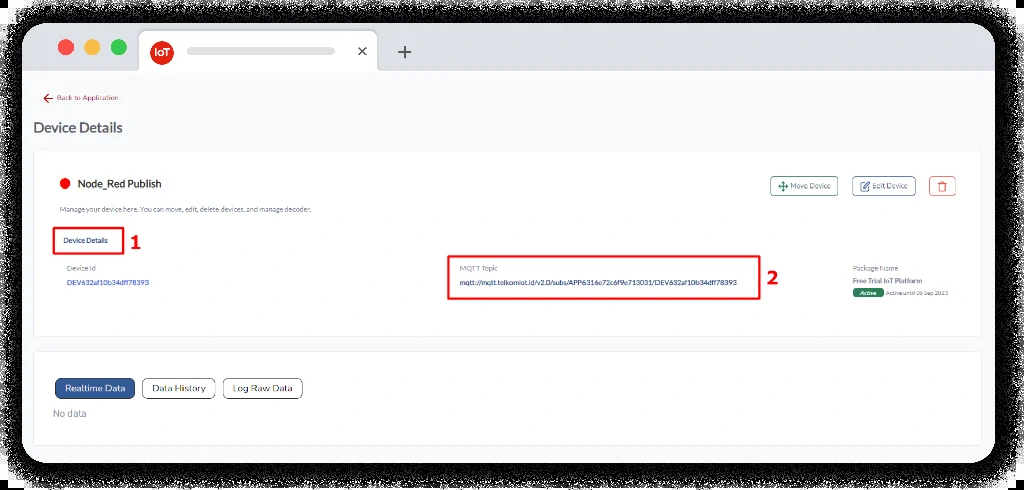 IoT
Back to Application
Device Details
Node_Red Publish
Move Device
Edit Device
Manage your device here. You can move, edit, delete devices, and manage decoder.
Device Details
1
Device Id
DEV632af10b34dff78393
MQTT Topic
mqtt://mqtt.telkomiot.id/v2.0/subs/APP6316e72c6f9e713031/DEV632af10b34dff78393
2
Package Name
Free Trial IoT Platform
Active Active until 06 Sep 2023
Realtime Data
Data History
Log Raw Data
No data